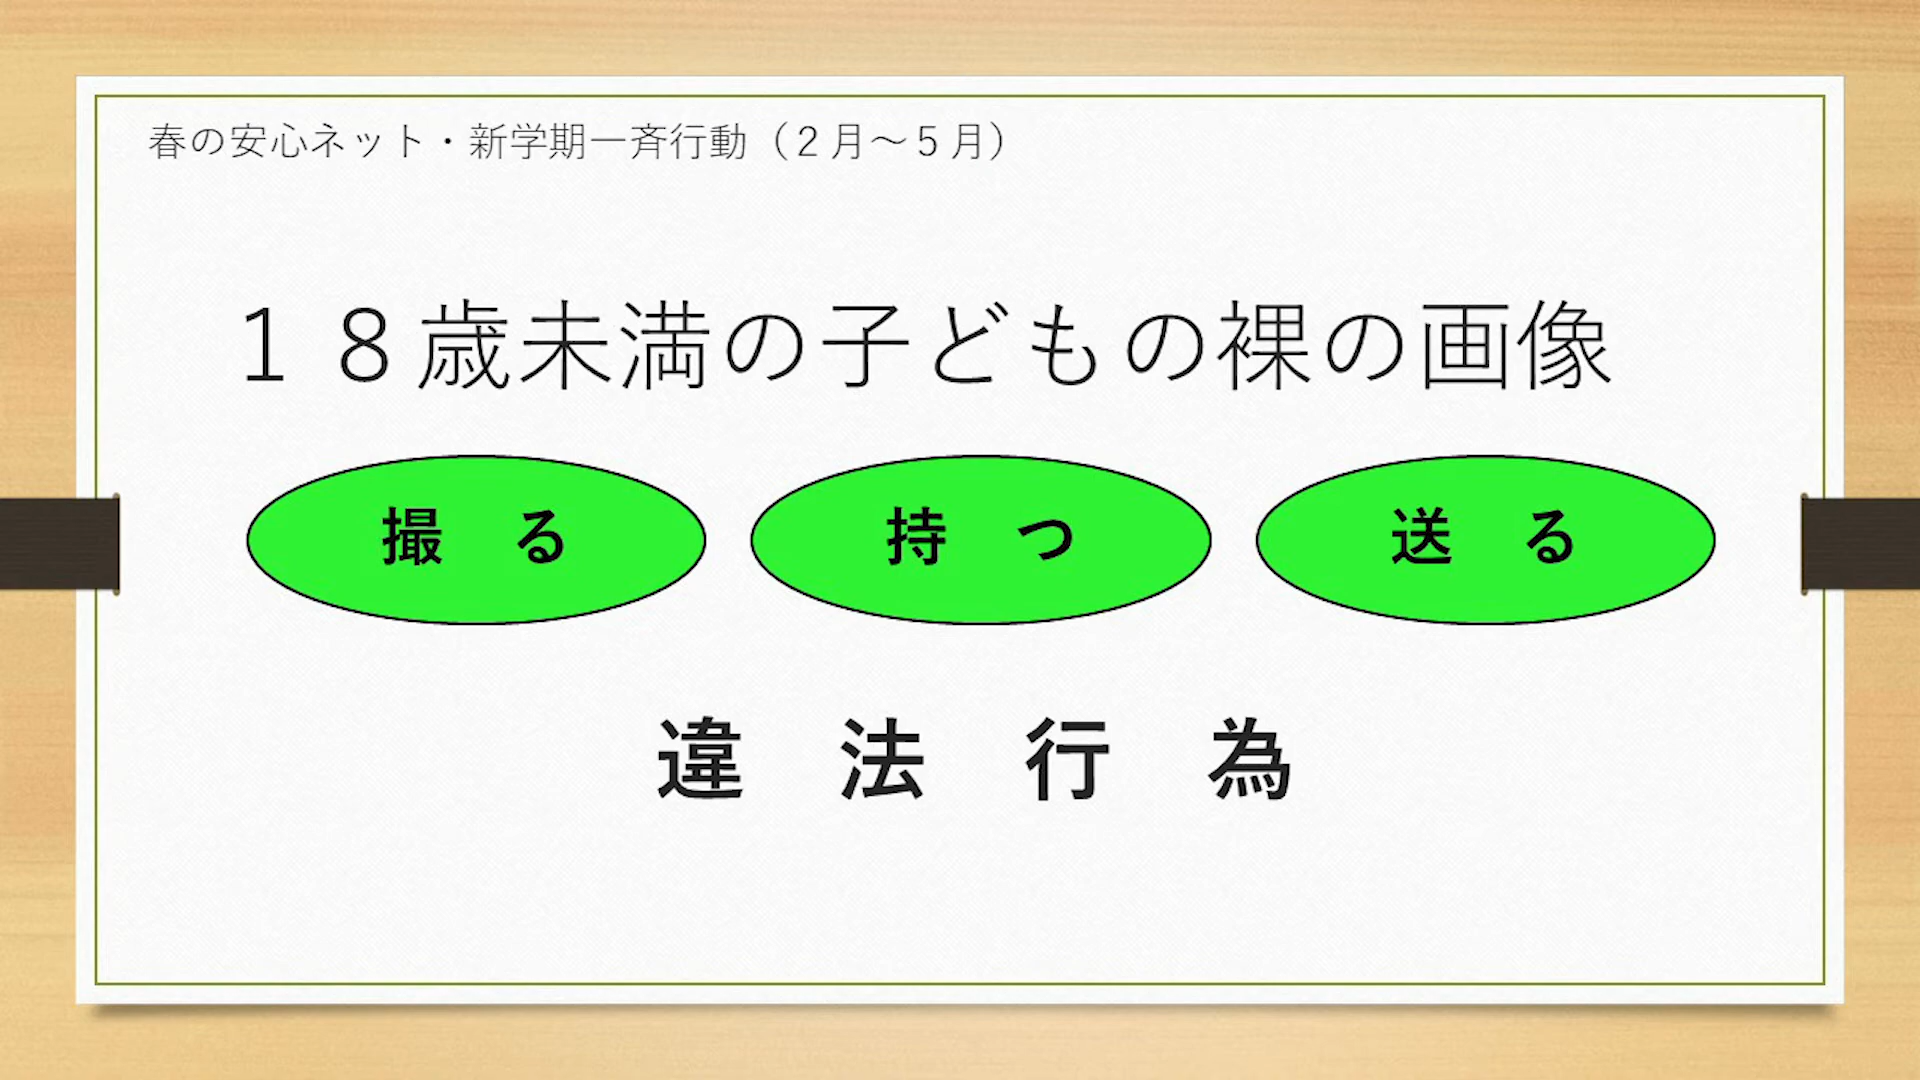 春の安心ネット・新学期一斉行動（２月～５月）
１８歳未満の子どもの裸の画像
撮　る　持　つ　送　る
違　法　行　為